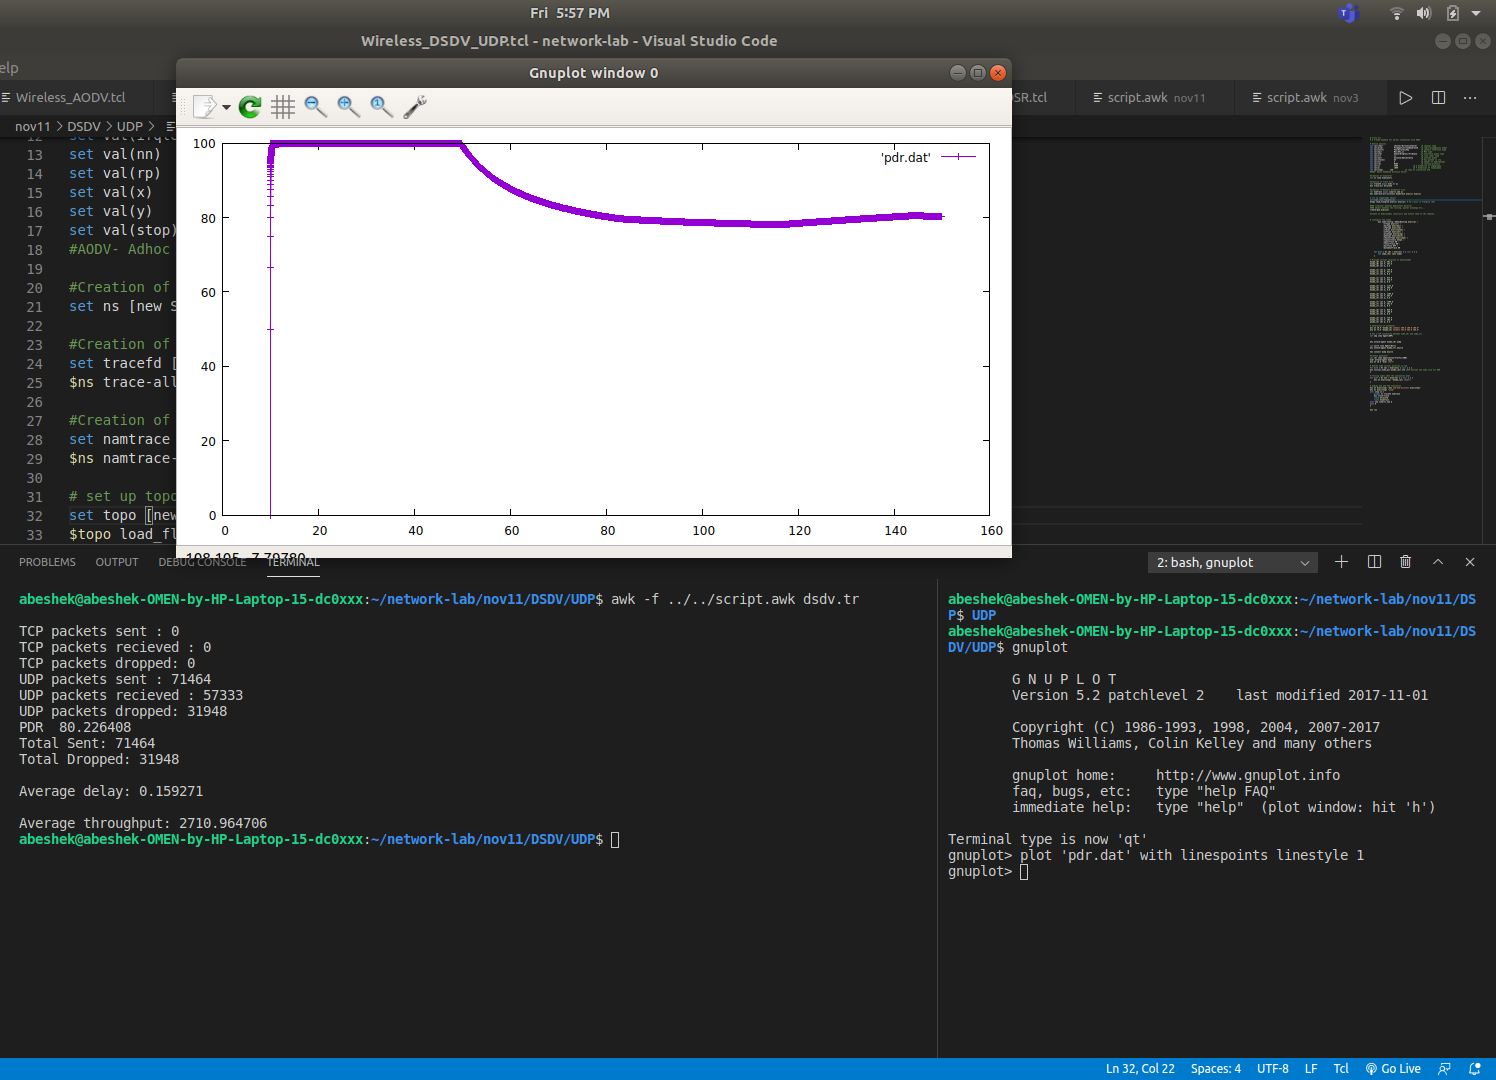 Fri 5:57 PM
Wireless_DSDV_UDP.tcl - network-lab - Visual Studio Code
elp
Gnuplot window 0
Wireless_AODV.tcl
SR.tcl
script.awk nov11
script.awk nov3
nov11 > DSDV > UDP >
13 set val(nn)
14 set val(rp)
15 set val(x)
16 set val(y)
17 set val(stop)
18 #AODV- Adhoc
19
20 #Creation of
21 set ns [new S
22
23 #Creation of
24 set tracefd [
25 $ns trace-all
26
27 #Creation of
28 set namtrace
29 $ns namtrace-
30
31 # set up topo
32 set topo [new
33 $topo load_fl
'pdr.dat'
100
80
60
40
20
0
0 20 40 60 80 100 120 140 160
PROBLEMS OUTPUT DEBUG CONSOLE TERMINAL
2: bash, gnuplot
abeshek@abeshek-OMEN-by-HP-Laptop-15-dc0xxx:~/network-lab/nov11/DSDV/UDP$ awk -f ../../script.awk dsdv.tr
TCP packets sent : 0
TCP packets recieved : 0
TCP packets dropped: 0
UDP packets sent : 71464
UDP packets recieved : 57333
UDP packets dropped: 31948
PDR  80.226408
Total Sent: 71464
Total Dropped: 31948
Average delay: 0.159271
Average throughput: 2710.964706
abeshek@abeshek-OMEN-by-HP-Laptop-15-dc0xxx:~/network-lab/nov11/DSDV/UDP$
abeshek@abeshek-OMEN-by-HP-Laptop-15-dc0xxx:~/network-lab/nov11/DS
P$ UDP
abeshek@abeshek-OMEN-by-HP-Laptop-15-dc0xxx:~/network-lab/nov11/DS
DV/UDP$ gnuplot
G N U P L O T
Version 5.2 patchlevel 2    last modified 2017-11-01
Copyright (C) 1986-1993, 1998, 2004, 2007-2017
Thomas Williams, Colin Kelley and many others
gnuplot home:     http://www.gnuplot.info
faq, bugs, etc:   type "help FAQ"
immediate help:   type "help"  (plot window: hit 'h')
Terminal type is now 'qt'
gnuplot> plot 'pdr.dat' with linespoints linestyle 1
gnuplot>
Ln 32, Col 22 Spaces: 4 UTF-8 LF Tcl Go Live